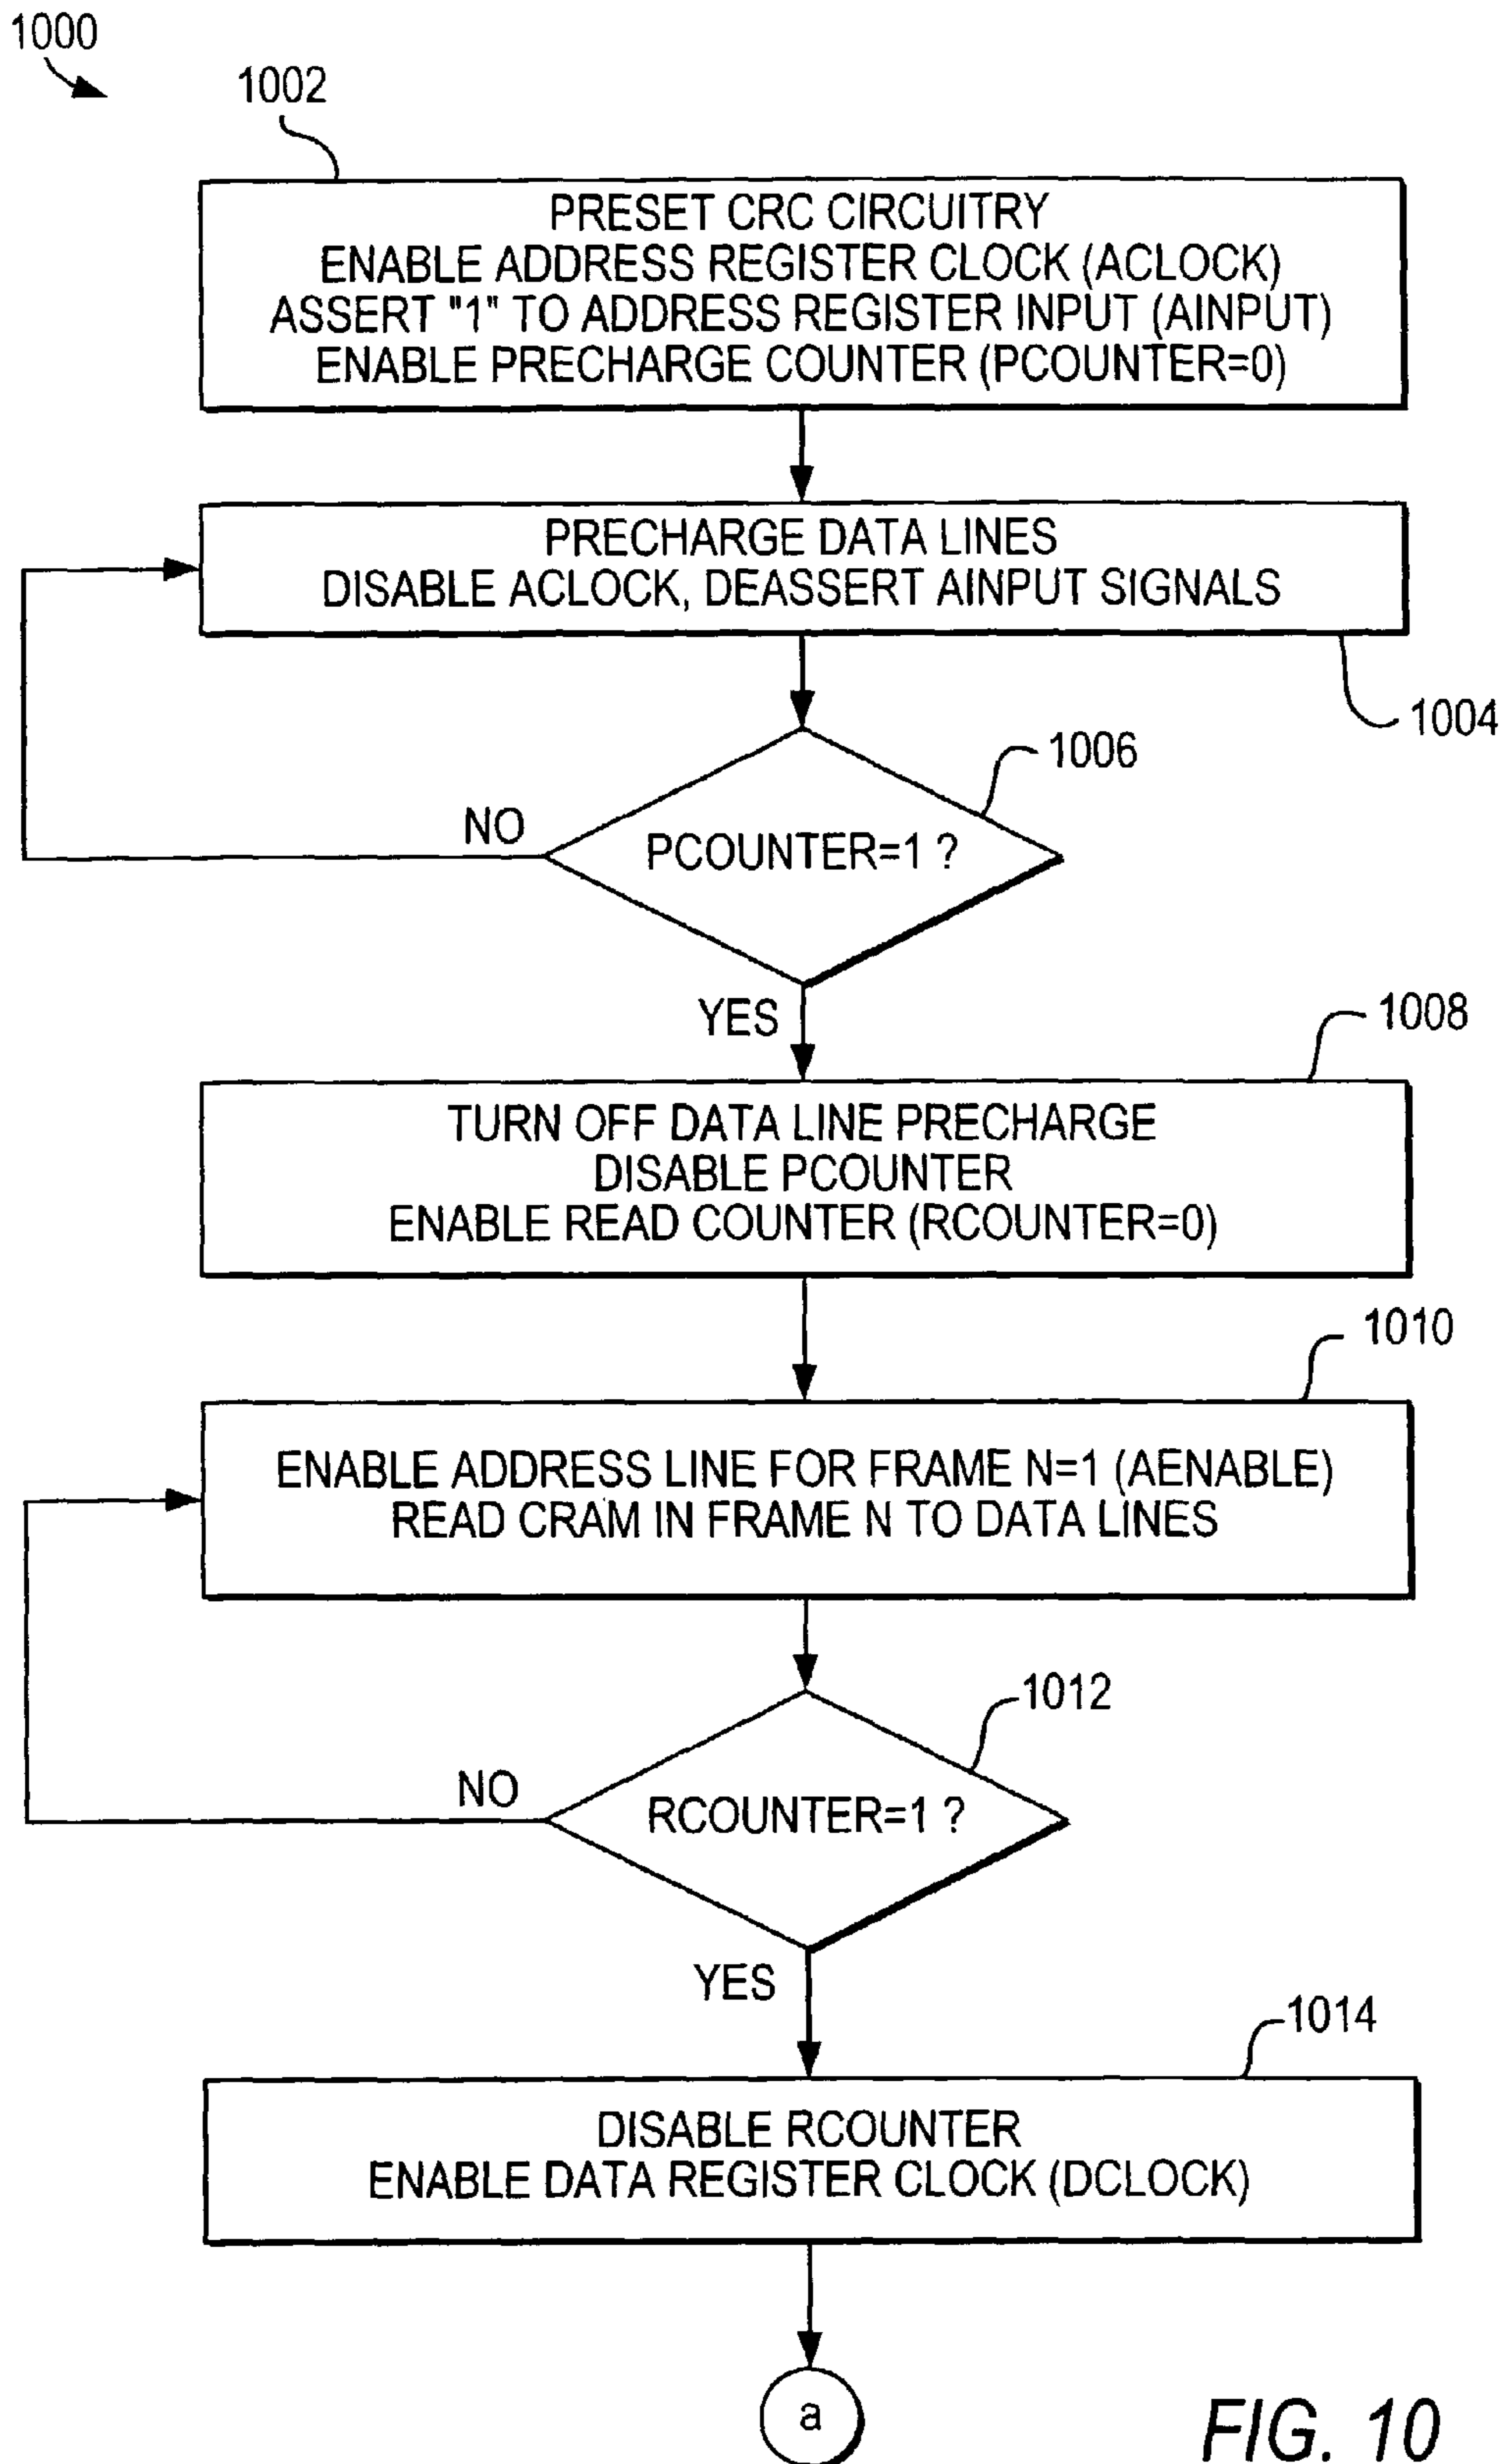 1000
1002
PRESET CRC CIRCUITRY
ENABLE ADDRESS REGISTER CLOCK (ACLOCK)
ASSERT "1" TO ADDRESS REGISTER INPUT (AINPUT)
ENABLE PRECHARGE COUNTER (PCOUNTER=0)
PRECHARGE DATA LINES
DISABLE ACLOCK, DEASSERT AINPUT SIGNALS
1004
1006
NO
PCOUNTER=1 ?
YES
1008
TURN OFF DATA LINE PRECHARGE
DISABLE PCOUNTER
ENABLE READ COUNTER (RCOUNTER=0)
1010
ENABLE ADDRESS LINE FOR FRAME N=1 (AENABLE)
READ CRAM IN FRAME N TO DATA LINES
1012
NO
RCOUNTER=1 ?
YES
1014
DISABLE RCOUNTER
ENABLE DATA REGISTER CLOCK (DCLOCK)
a
FIG. 10